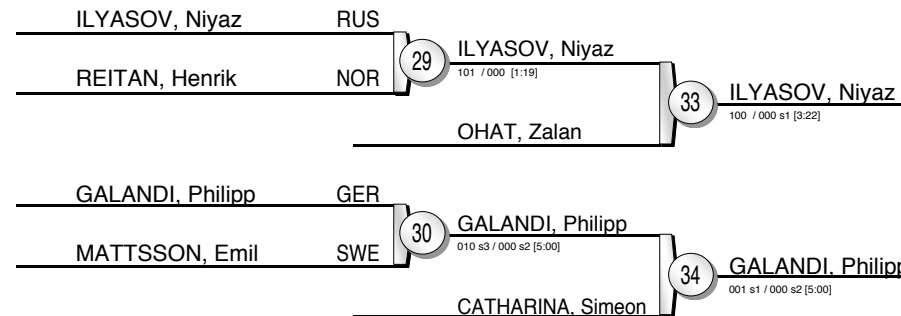 ILYASOV, Niyaz RUS
REITAN, Henrik NOR
29
ILYASOV, Niyaz
101 / 000 [1:19]
OHAT, Zalan
33
ILYASOV, Niyaz
100 / 000 s1 [3:22]
GALANDI, Philipp GER
MATTSSON, Emil SWE
30
GALANDI, Philipp
010 s3 / 000 s2 [5:00]
CATHARINA, Simeon
34
GALANDI, Philipp
001 s1 / 000 s2 [5:00]